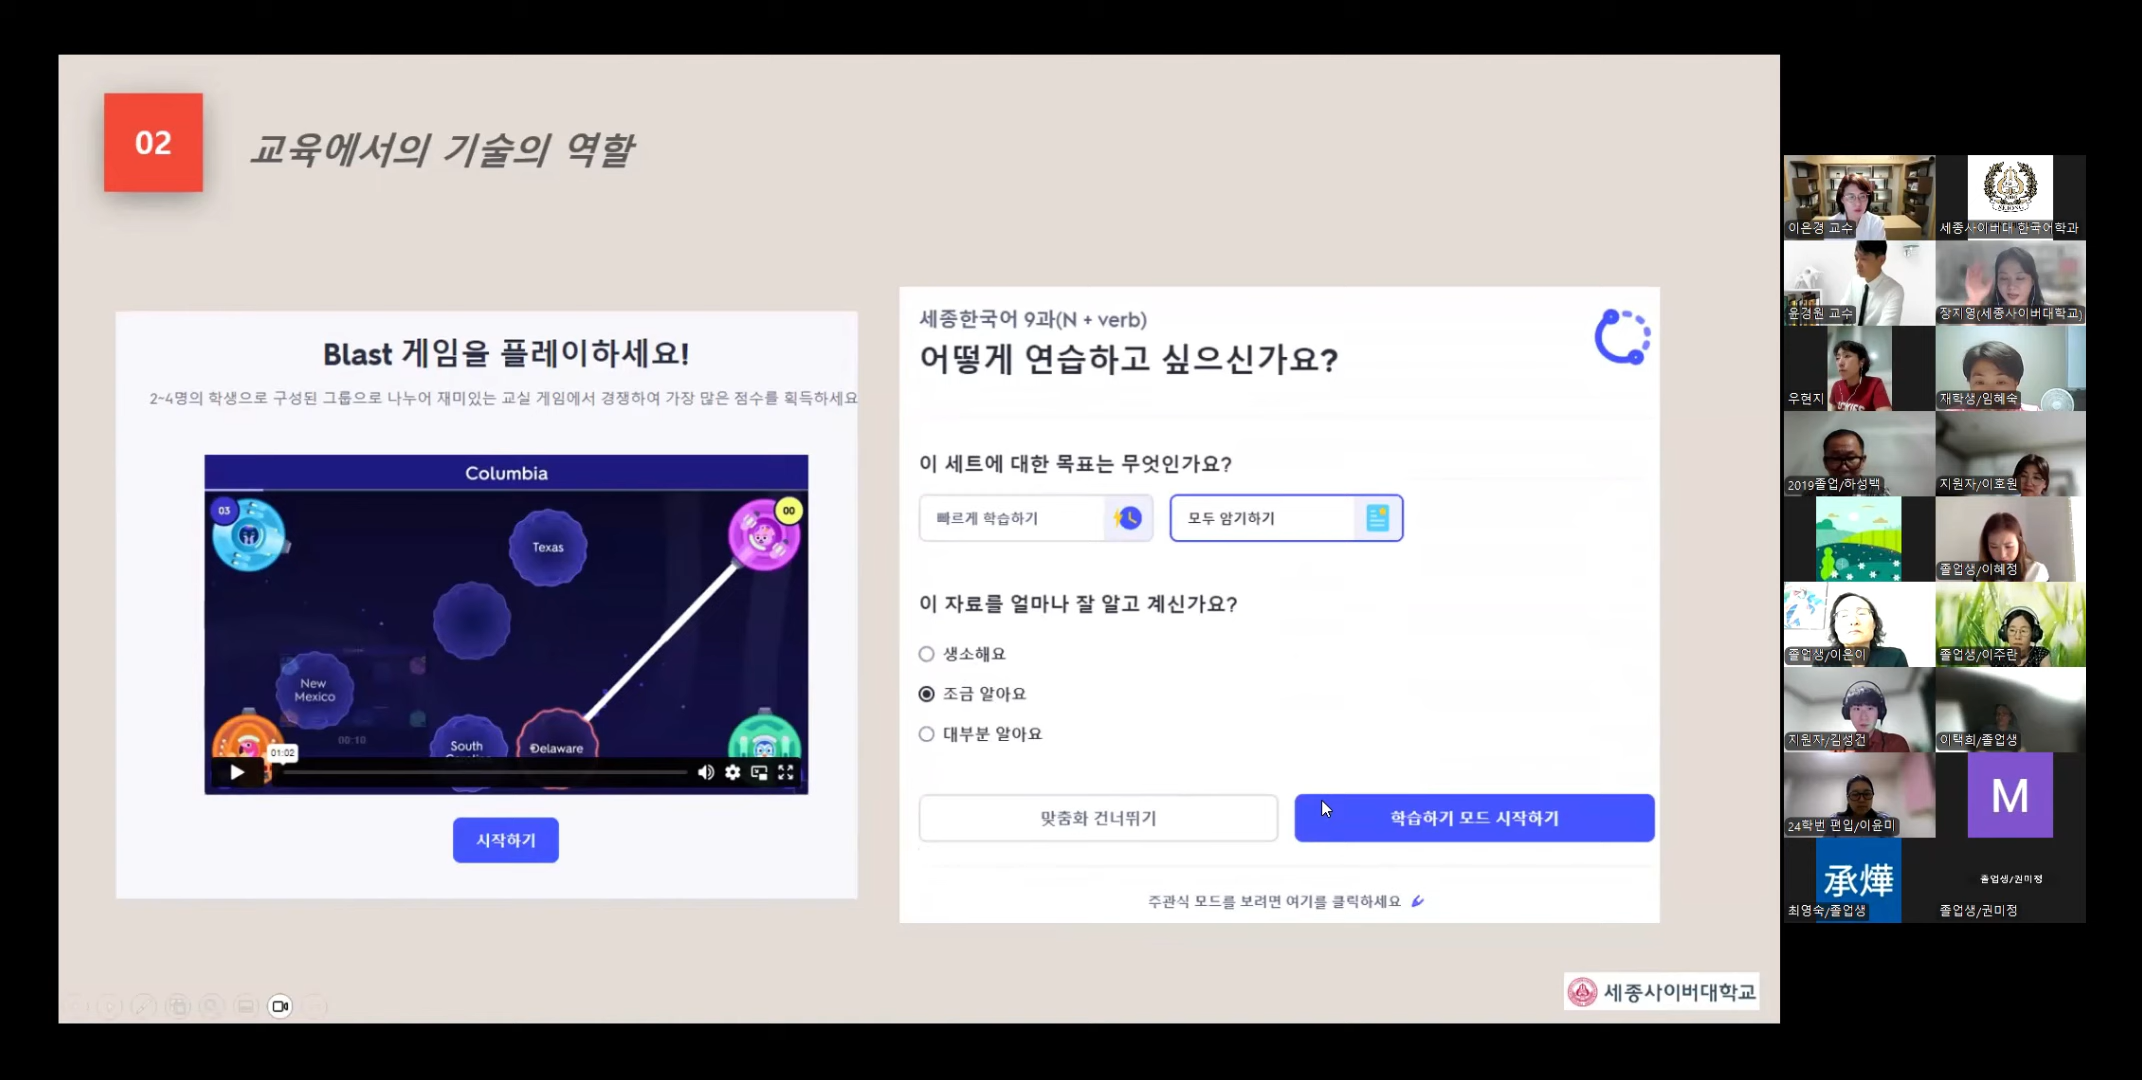 02
교육에서의 기술의 역할
Blast 게임을 플레이하세요!
2~4명의 학생으로 구성된 그룹으로 나누어 재미있는 교실 게임에서 경쟁하여 가장 많은 점수를 획득하세요
Columbia
03
00
Texas
New
Mexico
00:10
South
Delaware
01:02
시작하기
세종한국어 9과(N + verb)
어떻게 연습하고 싶으신가요?
이 세트에 대한 목표는 무엇인가요?
빠르게 학습하기
모두 암기하기
이 자료를 얼마나 잘 알고 계신가요?
생소해요
조금 알아요
대부분 알아요
맞춤화 건너뛰기
학습하기 모드 시작하기
주관식 모드를 보려면 여기를 클릭하세요
세종사이버대학교
이은경 교수
세종사이버대 한국어학과
윤경원 교수
장지영(세종사이버대학교)
우현지
재학생/임혜숙
2019졸업/하성백
지원자/이호원
졸업생/이혜정
졸업생/이은이
졸업생/이주란
지원자/김성건
이택희/졸업생
24학번 편입/이윤미
M
承燁
최영숙/졸업생
졸업생/권미정
졸업생/권미정